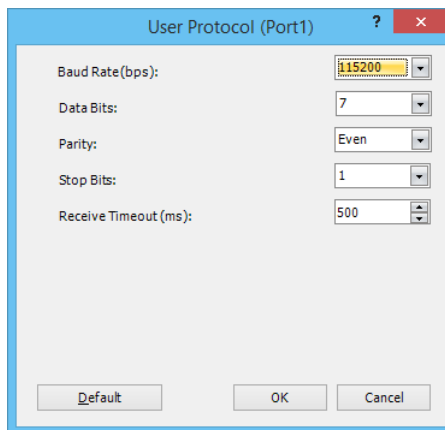 User Protocol (Port1) ?
Baud Rate(bps): 115200
Data Bits: 7
Parity: Even
Stop Bits: 1
Receive Timeout (ms): 500
Default OK Cancel